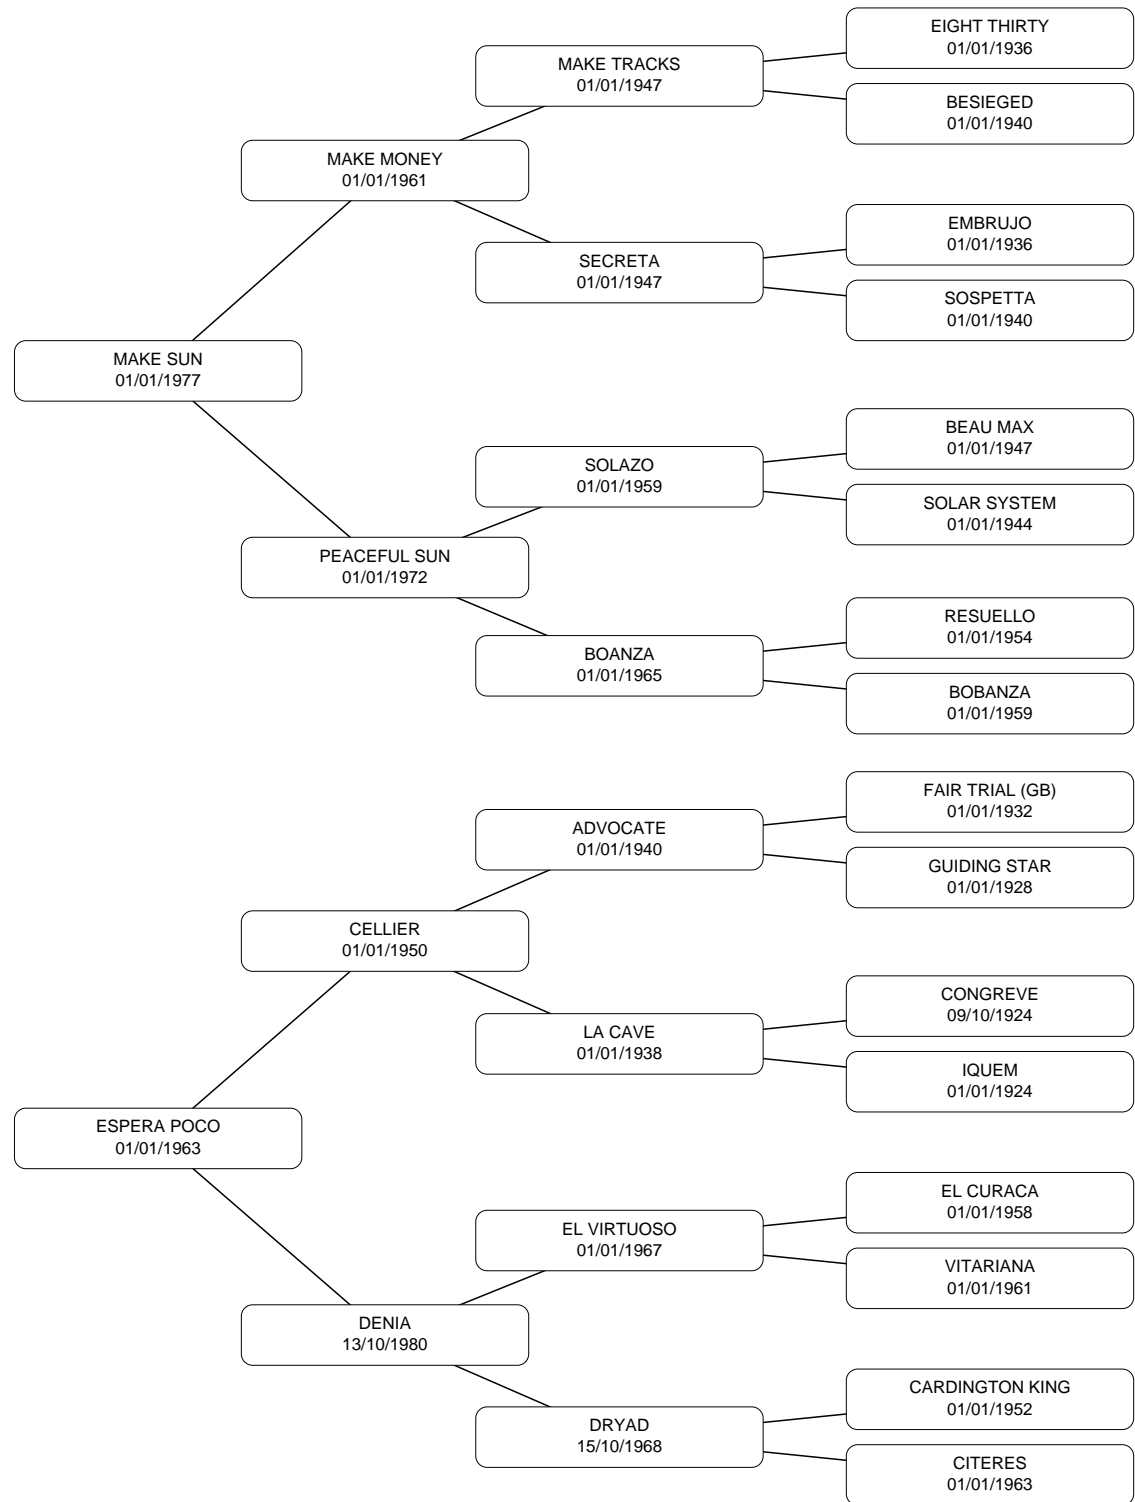 EIGHT THIRTY
01/01/1936
MAKE TRACKS
01/01/1947
BESIEGED
01/01/1940
MAKE MONEY
01/01/1961
EMBRUJO
01/01/1936
SECRETA
01/01/1947
SOSPETTA
01/01/1940
MAKE SUN
01/01/1977
BEAU MAX
01/01/1947
SOLAZO
01/01/1959
SOLAR SYSTEM
01/01/1944
PEACEFUL SUN
01/01/1972
RESUELLO
01/01/1954
BOANZA
01/01/1965
BOBANZA
01/01/1959
FAIR TRIAL (GB)
01/01/1932
ADVOCATE
01/01/1940
GUIDING STAR
01/01/1928
CELLIER
01/01/1950
CONGREVE
09/10/1924
LA CAVE
01/01/1938
IQUEM
01/01/1924
ESPERA POCO
01/01/1963
EL CURACA
01/01/1958
EL VIRTUOSO
01/01/1967
VITARIANA
01/01/1961
DENIA
13/10/1980
CARDINGTON KING
01/01/1952
DRYAD
15/10/1968
CITERES
01/01/1963